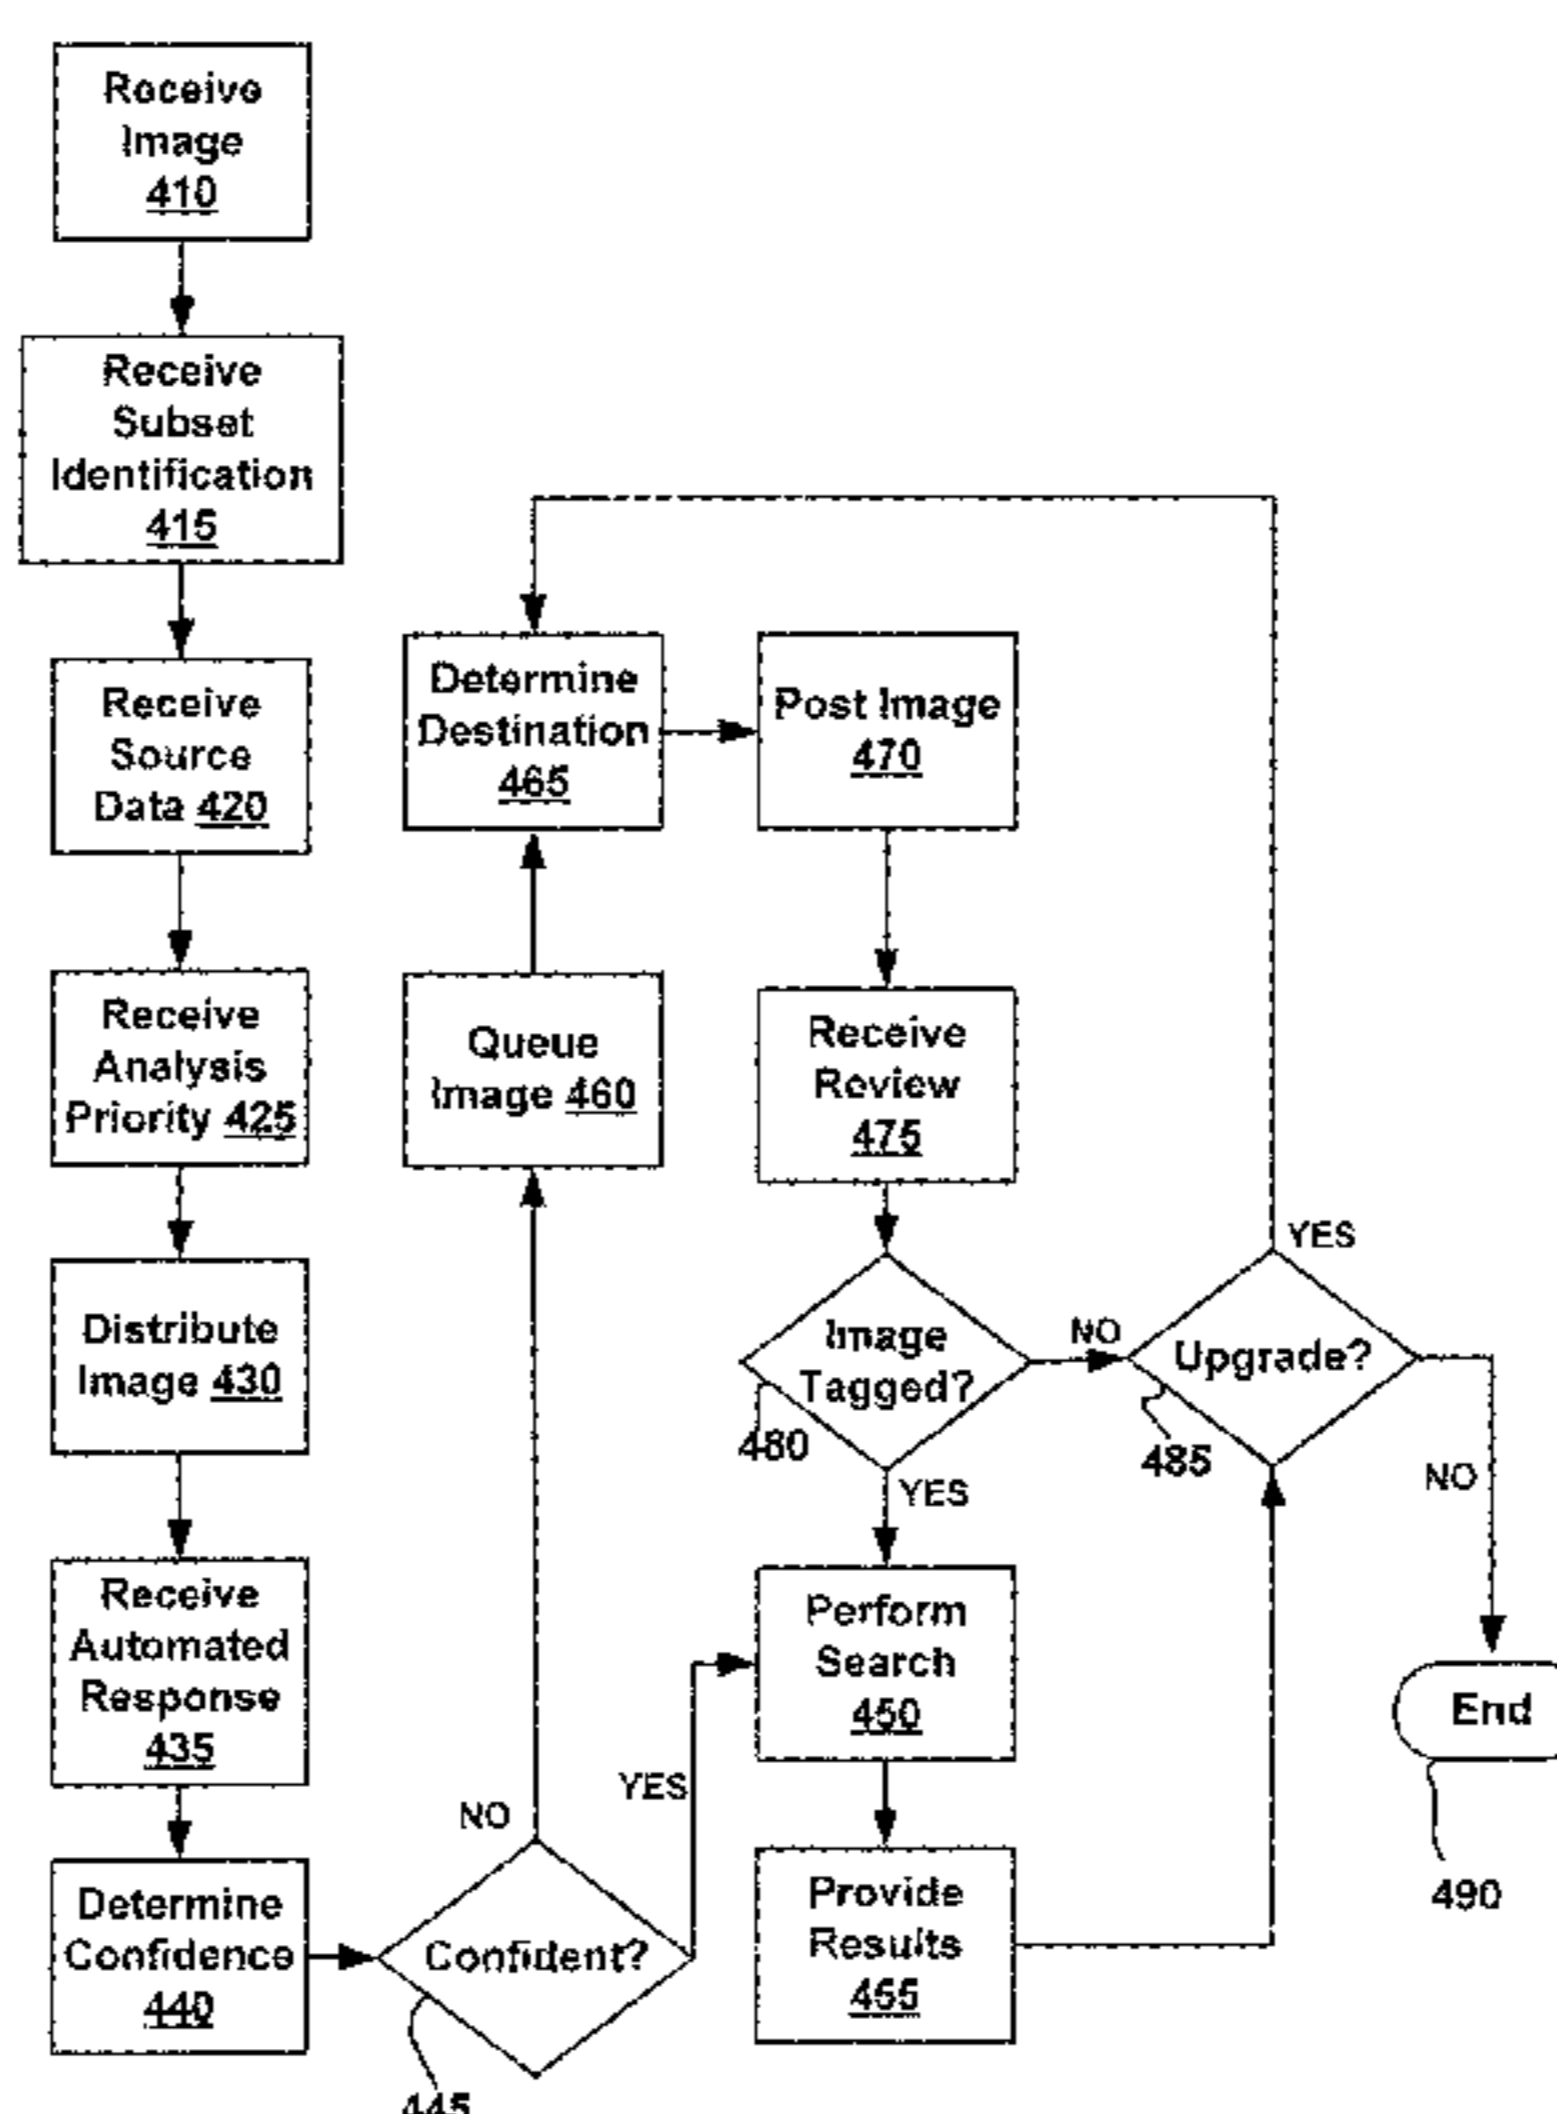 Receive
Image
410
Receive
Subset
Identification
415
Receive
Source
Data 420
Receive
Analysis
Priority 425
Distribute
Image 430
Receive
Automated
Response
435
Determine
Confidence
440
Confident?
445
NO
YES
Queue
Image 460
Determine
Destination
465
Post Image
470
Receive
Review
475
Image
Tagged?
480
NO
YES
Perform
Search
450
Provide
Results
455
Upgrade?
485
YES
NO
End
490